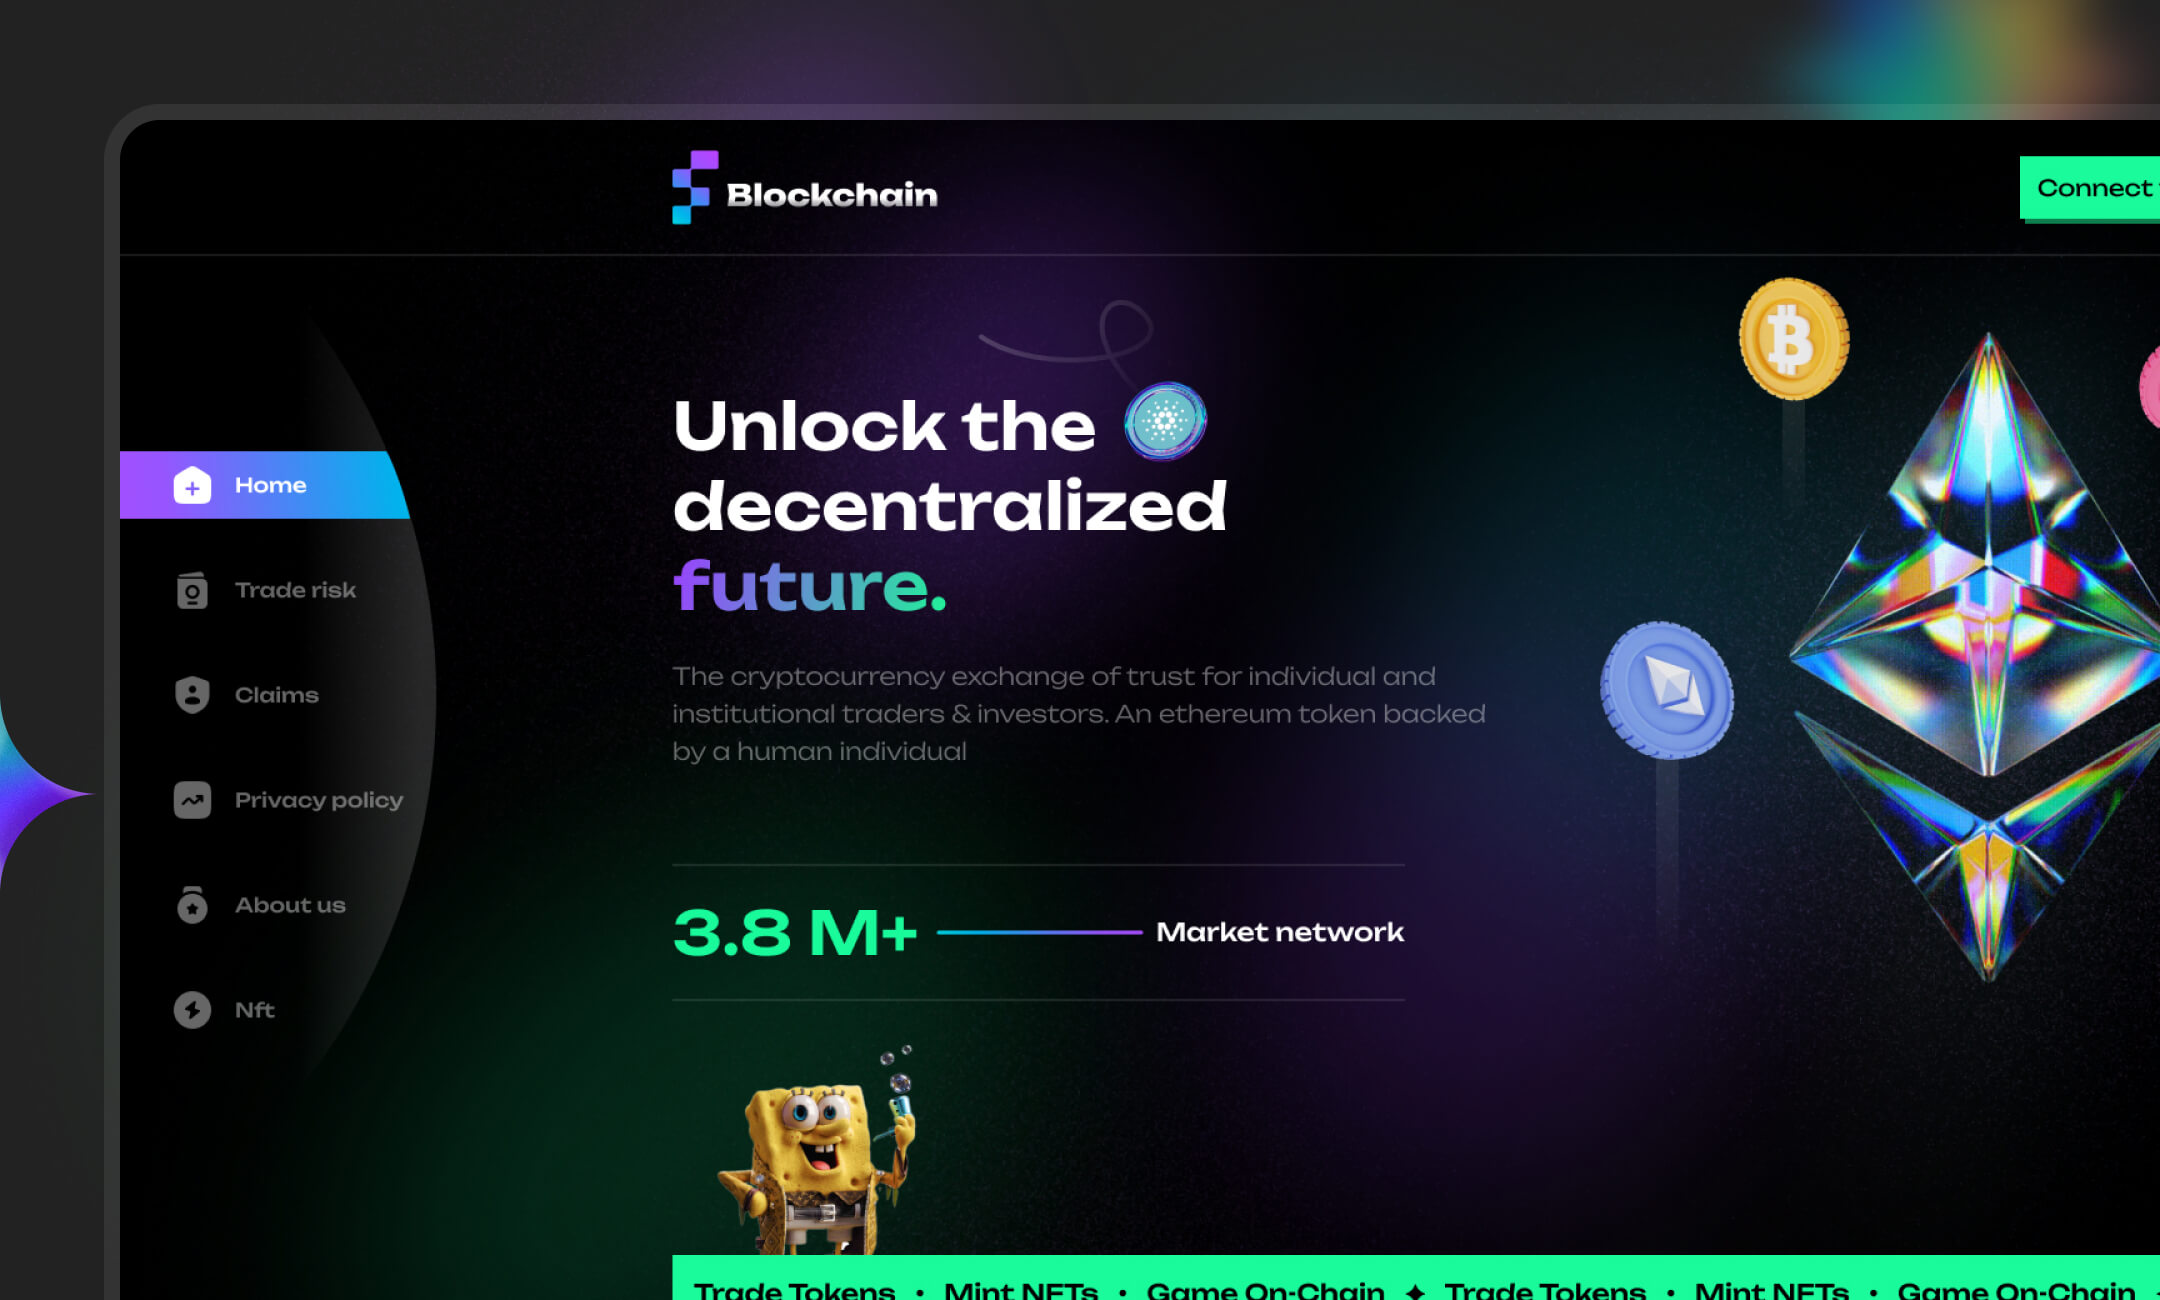 Blockchain
Connect
Home
Trade risk
Claims
Privacy policy
About us
Nft
Unlock the
decentralized
future.
The cryptocurrency exchange of trust for individual and
institutional traders & investors. An ethereum token backed
by a human individual
3.8 M+ Market network
Trade Tokens • Mint NFTs • Game On-Chain ✦ Trade Tokens • Mint NFTs • Game On-Chain